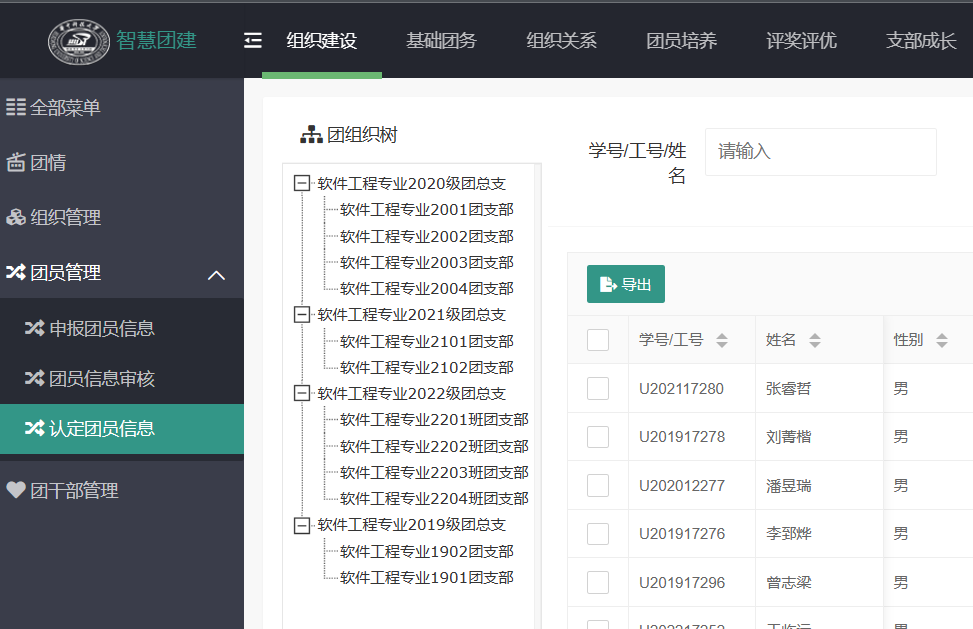 智慧团建
组织建设
基础团务
组织关系
团员培养
评奖评优
支部成长
全部菜单
团情
组织管理
团员管理
申报团员信息
团员信息审核
认定团员信息
团干部管理
团组织树
软件工程专业2020级团总支
软件工程专业2001团支部
软件工程专业2002团支部
软件工程专业2003团支部
软件工程专业2004团支部
软件工程专业2021级团总支
软件工程专业2101团支部
软件工程专业2102团支部
软件工程专业2022级团总支
软件工程专业2201班团支部
软件工程专业2202班团支部
软件工程专业2203班团支部
软件工程专业2204班团支部
软件工程专业2019级团总支
软件工程专业1902团支部
软件工程专业1901团支部
学号/工号/姓
名
请输入
导出
学号/工号 姓名 性别
U202117280 张睿哲 男
U201917278 刘菁楷 男
U202012277 潘昱瑞 男
U201917276 李郅烨 男
U201917296 曾志梁 男